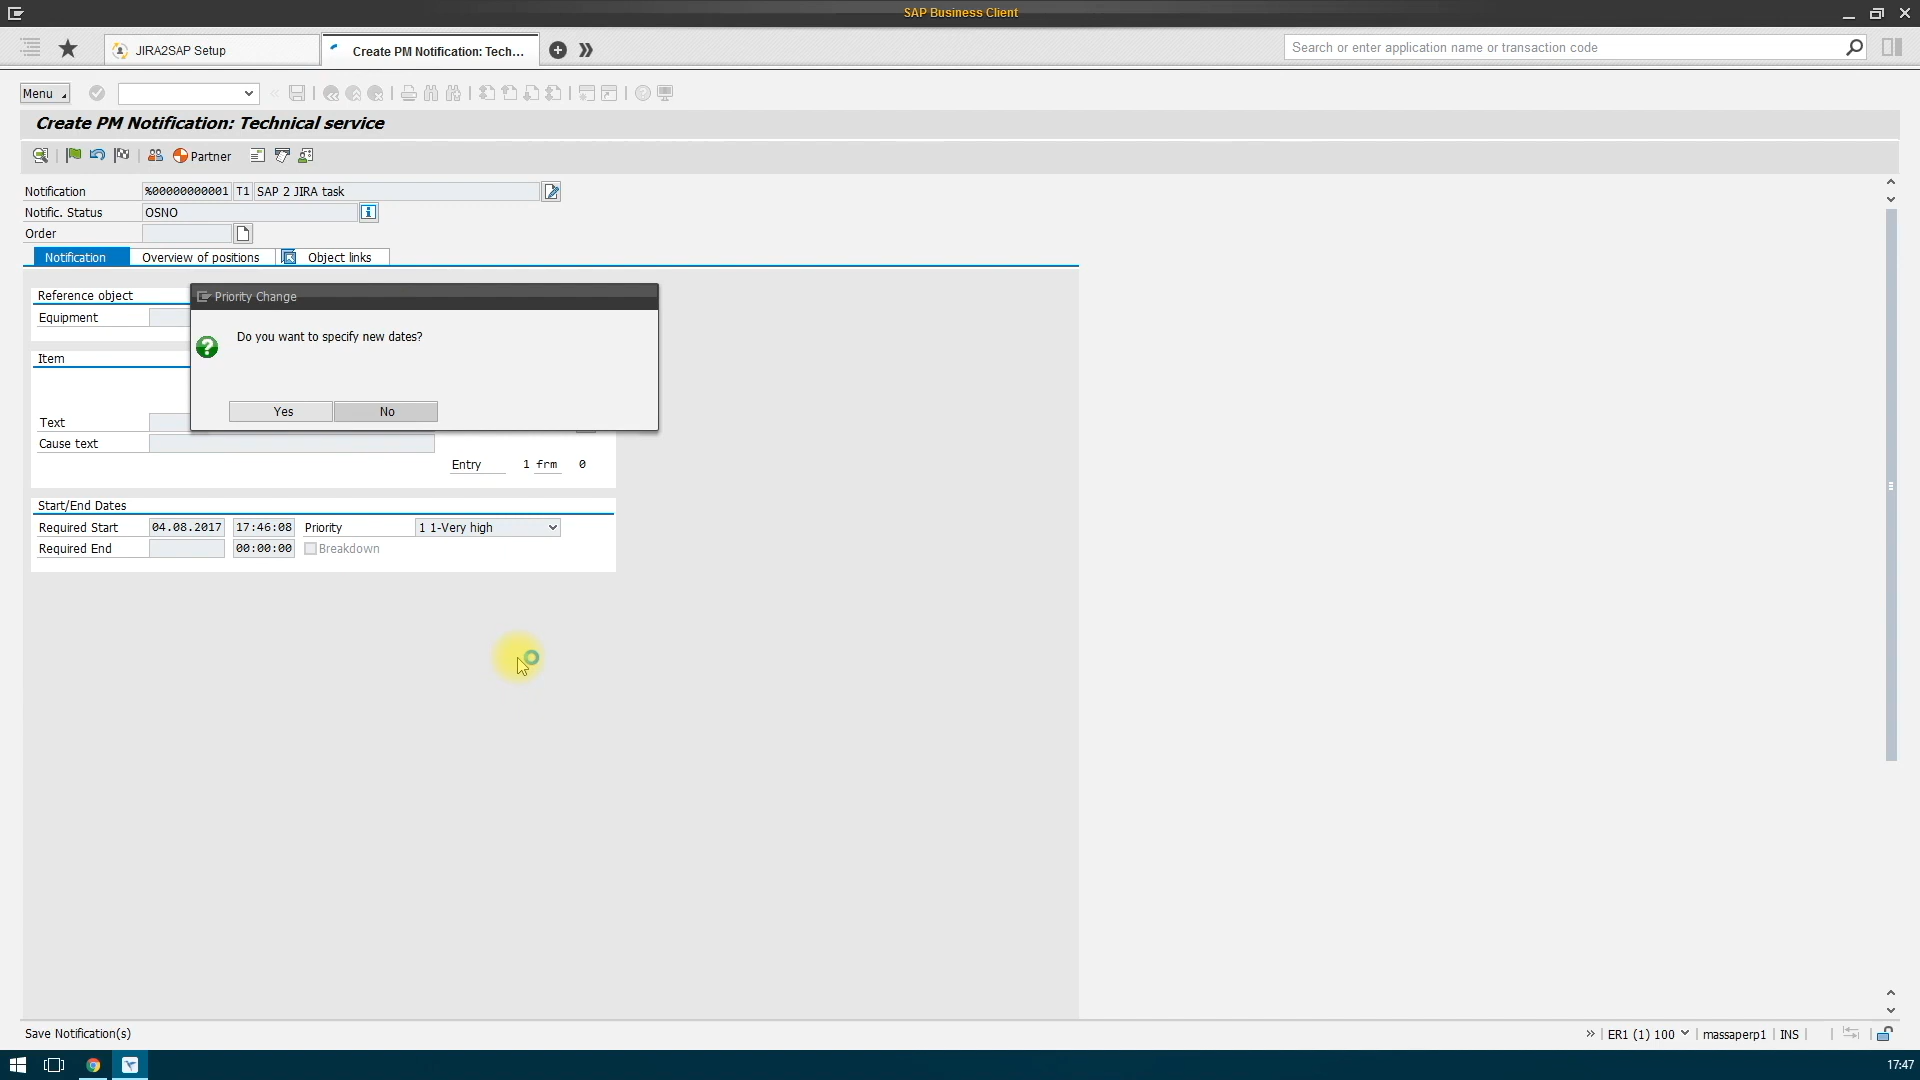 SAP Business Client
JIRA2SAP Setup
Create PM Notification: Tech...
Search or enter application name or transaction code
Menu
Create PM Notification: Technical service
Partner
Notification %00000000001 T1 SAP 2 JIRA task
Notific. Status OSNO
Order
Notification Overview of positions Object links
Reference object
Priority Change
Equipment
Do you want to specify new dates?
Item
Yes No
Text
Cause text
Entry 1 frm 0
Start/End Dates
Required Start 04.08.2017 17:46:08 Priority 1 1-Very high
Required End 00:00:00 Breakdown
Save Notification(s)
ER1 (1) 100 massaperp1 INS
17:47